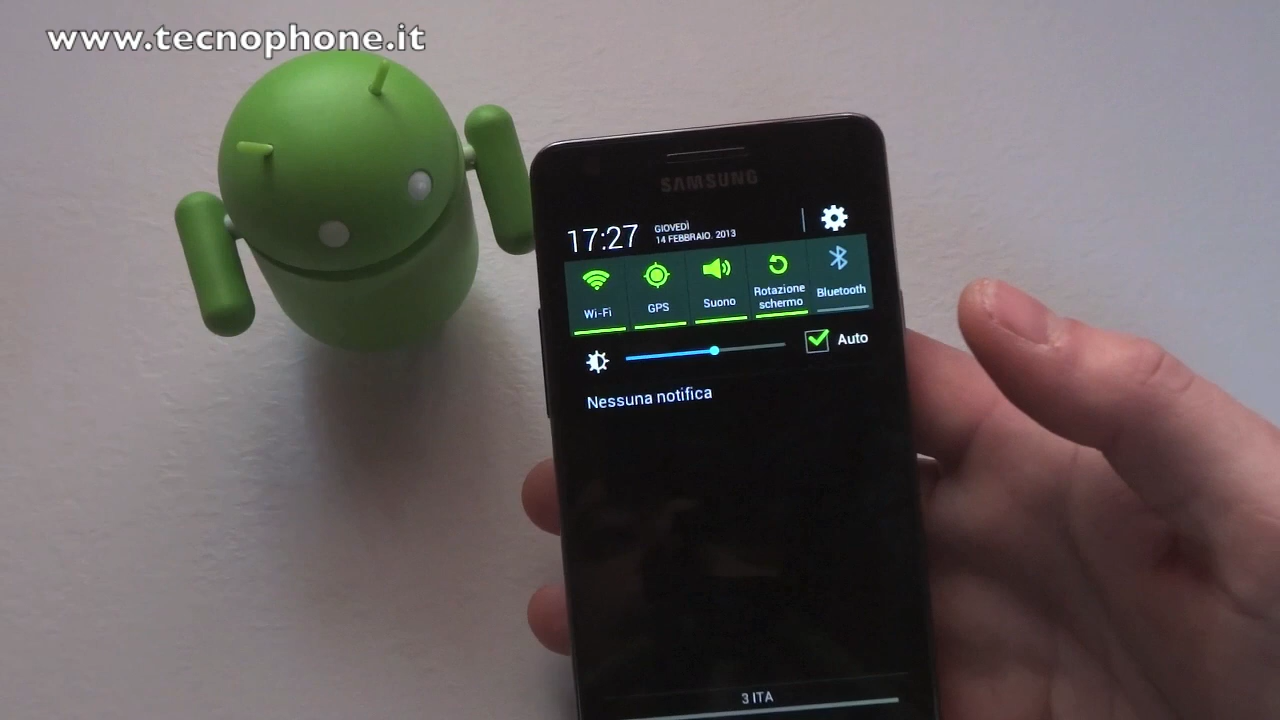 www.tecnophone.it
SAMSUNG
17:27
GIOVEDÌ
14 FEBBRAIO. 2013
Wi-Fi
GPS
Suono
Rotazione
schermo
Bluetooth
Auto
Nessuna notifica
3 ITA